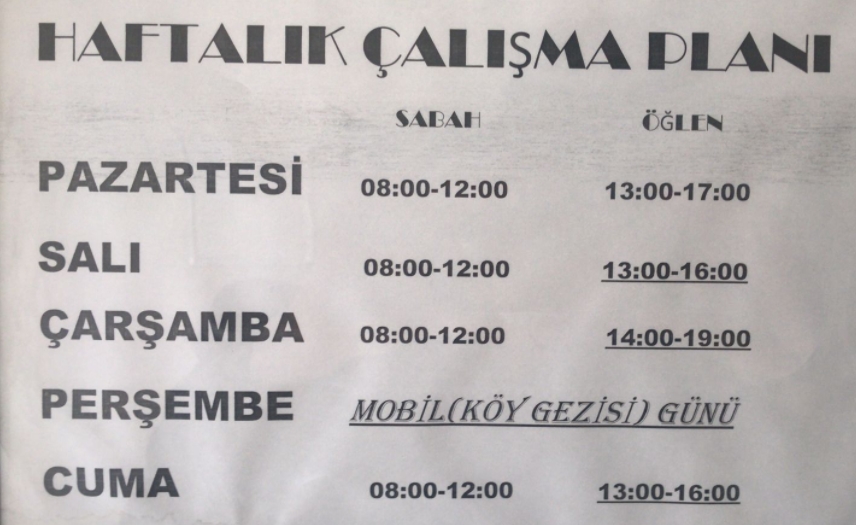 HAFTALIK ÇALIŞMA PLANI
SABAH ÖĞLEN
PAZARTESİ 08:00-12:00 13:00-17:00
SALI 08:00-12:00 13:00-16:00
ÇARŞAMBA 08:00-12:00 14:00-19:00
PERŞEMBE MOBİL(KÖY GEZİSİ) GÜNÜ
CUMA 08:00-12:00 13:00-16:00